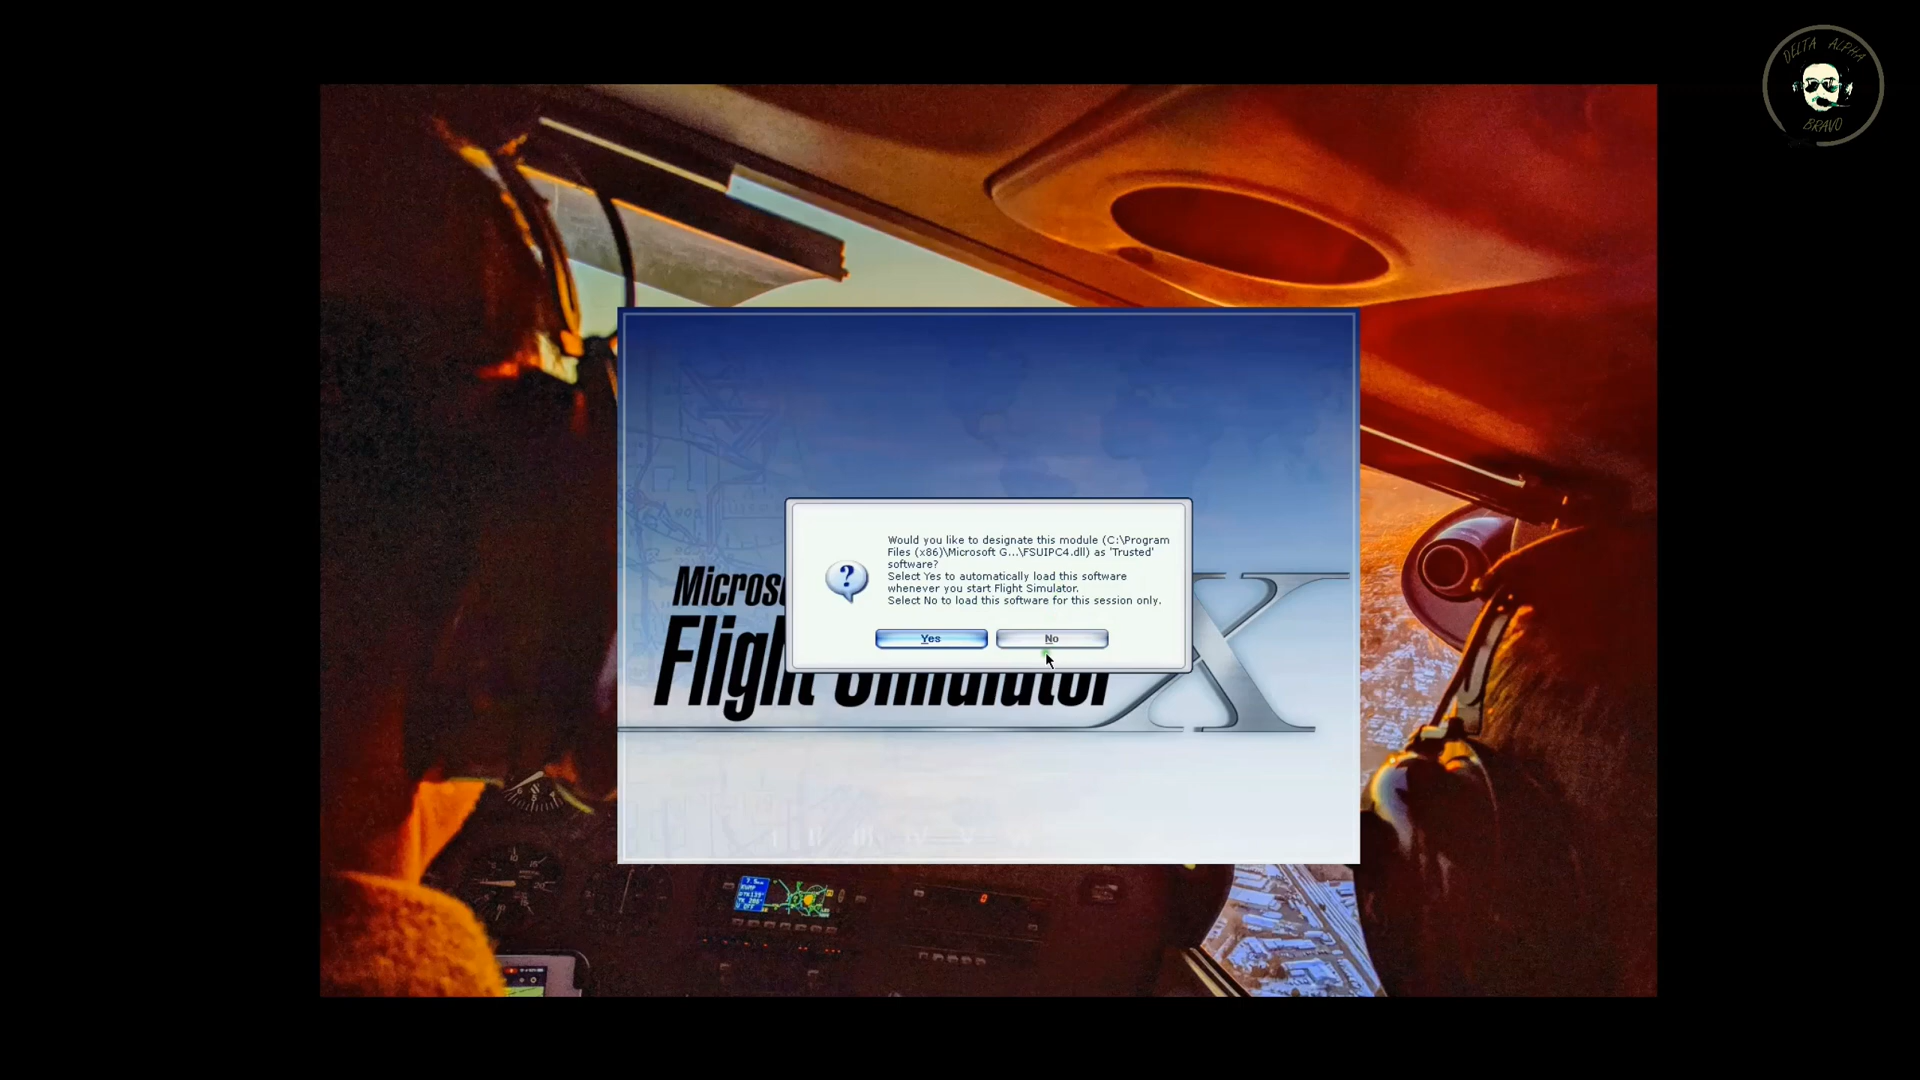 DELTA ALPHA
BRAVO
Would you like to designate this module (C:\Program
Files (x86)\Microsoft G...\FSUIPC4.dll) as 'Trusted'
software?
Select Yes to automatically load this software
whenever you start Flight Simulator.
Select No to load this software for this session only.
Yes No
Flight Simulator X